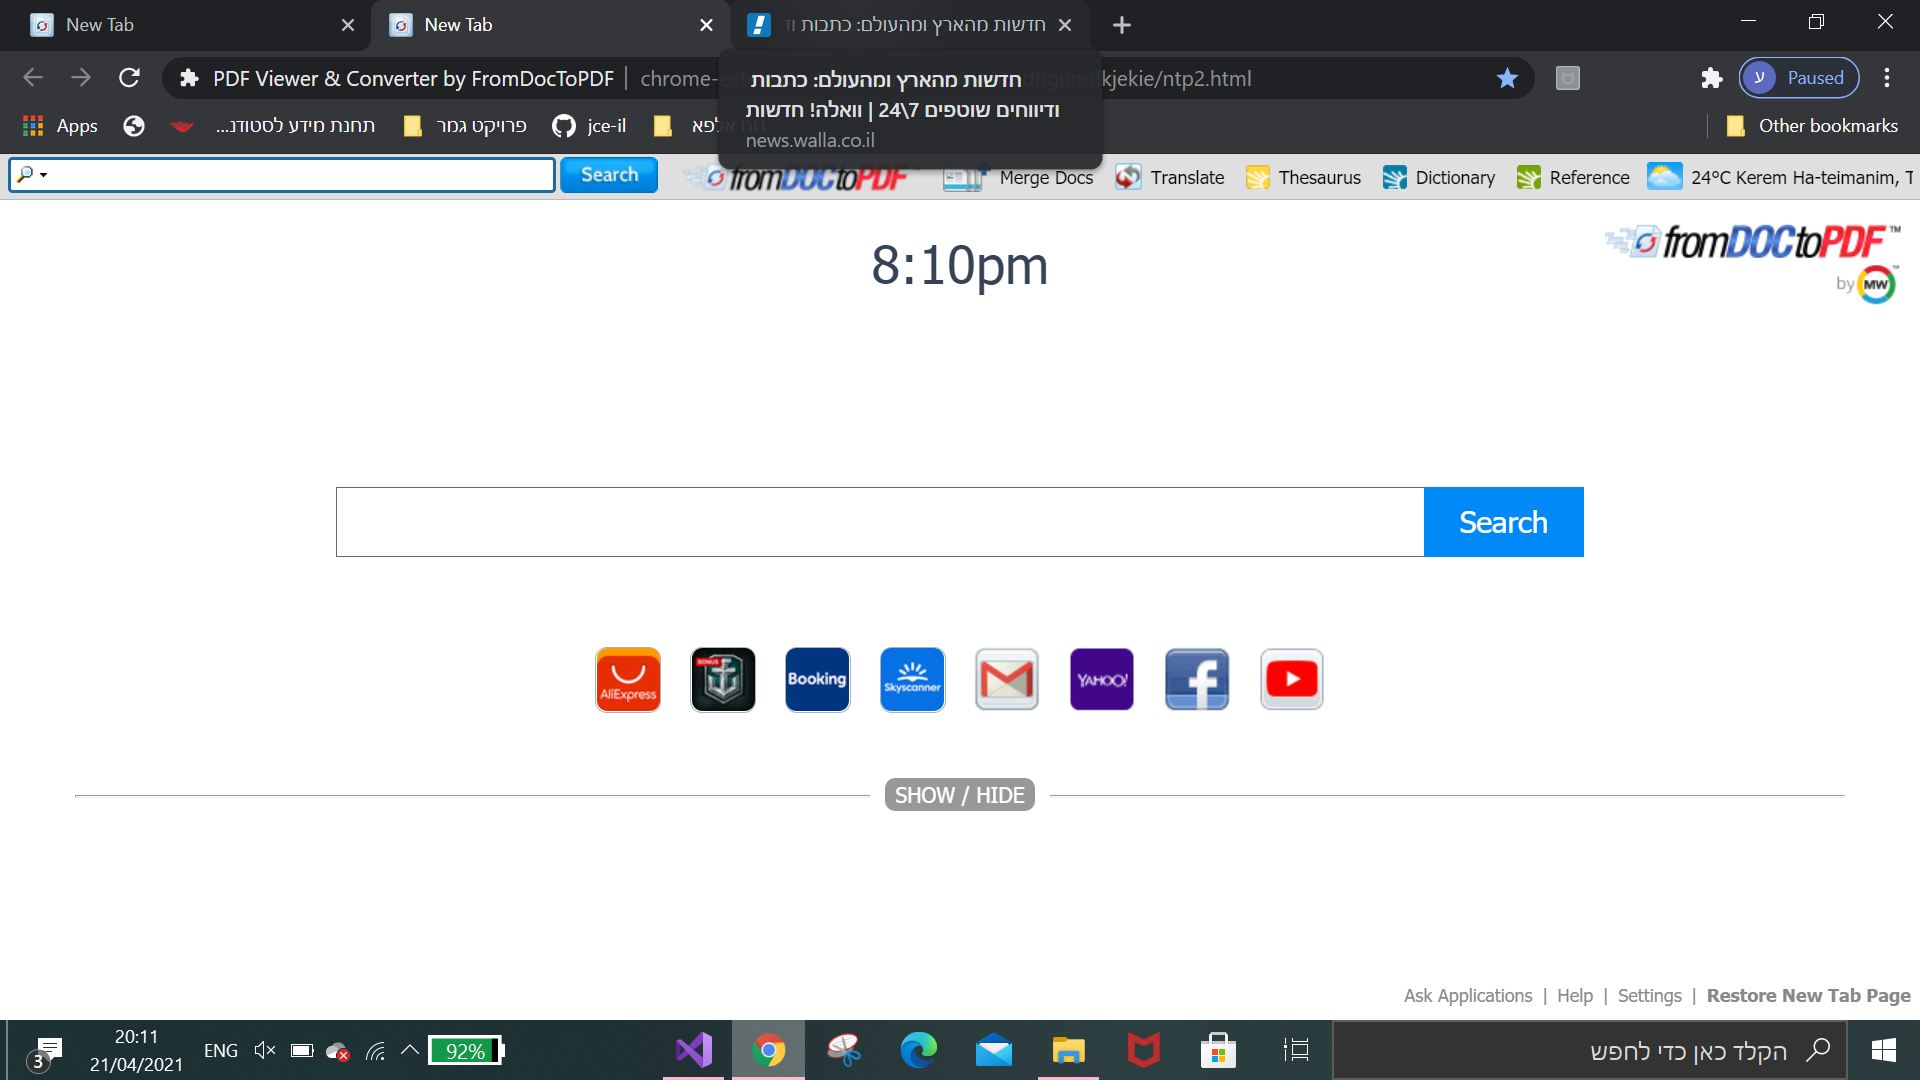 New Tab
New Tab
חדשות מהארץ ומהעולם: כתבות
PDF Viewer & Converter by FromDocToPDF
kjekie/ntp2.html
Paused
חדשות מהארץ ומהעולם: כתבות
ודיווחים שוטפים 24\7 | וואלה! חדשות
news.walla.co.il
Apps
תחנת מידע לסטודנ...
פרויקט גמר
jce-il
Other bookmarks
Search
fromDOCtoPDF
Merge Docs
Translate
Thesaurus
Dictionary
Reference
24°C Kerem Ha-teimanim, T
8:10pm
fromDOCtoPDF™
by MW
Search
AliExpress
BONUS
Booking
Skyscanner
YAHOO!
SHOW / HIDE
Ask Applications | Help | Settings | Restore New Tab Page
3
20:11
21/04/2021
ENG
92%
הקלד כאן כדי לחפש